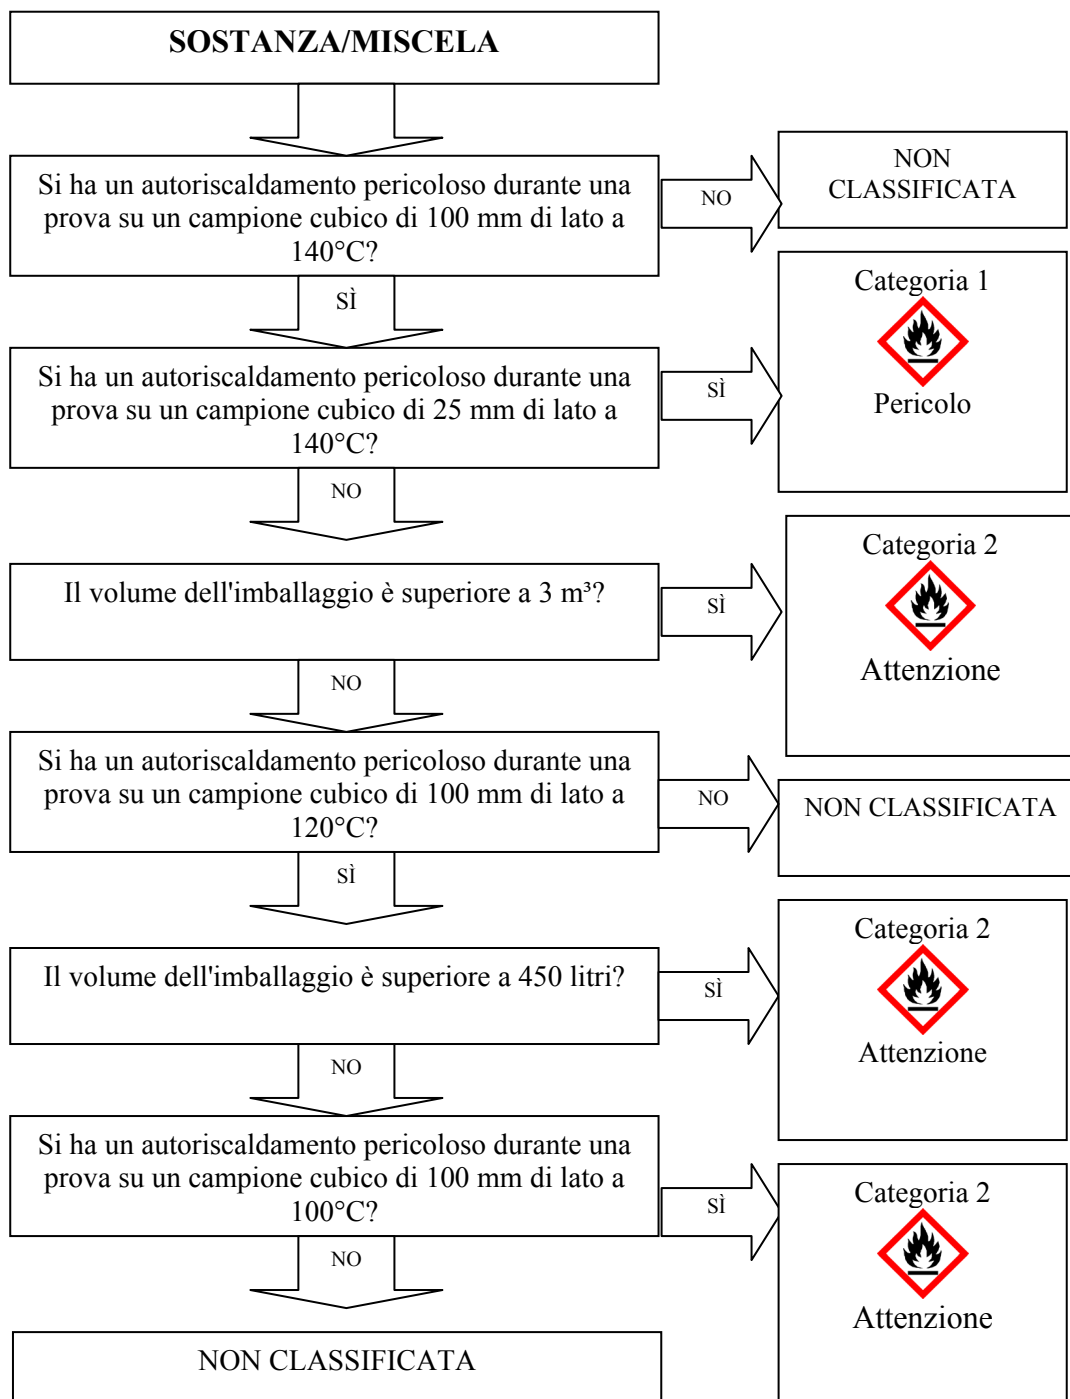 SOSTANZA/MISCELA
Si ha un autoriscaldamento pericoloso durante una
prova su un campione cubico di 100 mm di lato a
140°C?
NO
NON
CLASSIFICATA
SÌ
Si ha un autoriscaldamento pericoloso durante una
prova su un campione cubico di 25 mm di lato a
140°C?
SÌ
Categoria 1
Pericolo
NO
Il volume dell'imballaggio è superiore a 3 m³?
SÌ
Categoria 2
Attenzione
NO
Si ha un autoriscaldamento pericoloso durante una
prova su un campione cubico di 100 mm di lato a
120°C?
NO
NON CLASSIFICATA
SÌ
Il volume dell'imballaggio è superiore a 450 litri?
SÌ
Categoria 2
Attenzione
NO
Si ha un autoriscaldamento pericoloso durante una
prova su un campione cubico di 100 mm di lato a
100°C?
SÌ
Categoria 2
Attenzione
NO
NON CLASSIFICATA